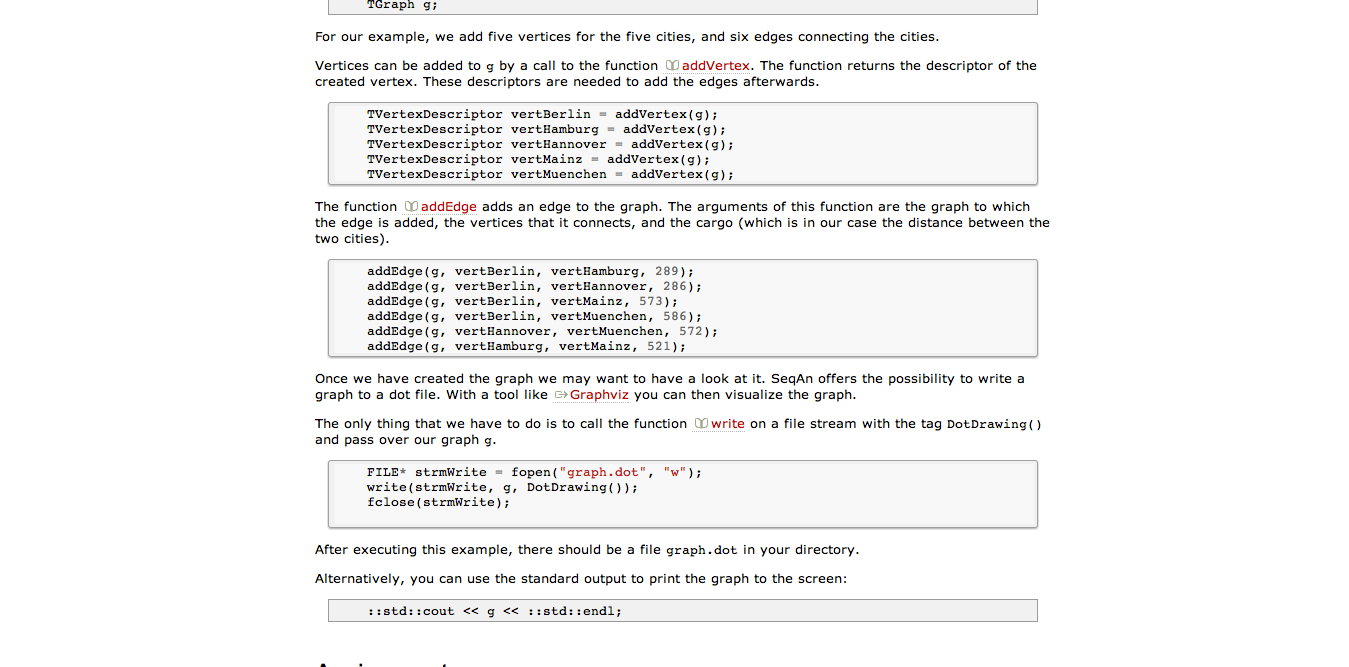 TGraph g;
For our example, we add five vertices for the five cities, and six edges connecting the cities.
Vertices can be added to g by a call to the function addVertex. The function returns the descriptor of the
created vertex. These descriptors are needed to add the edges afterwards.
TVertexDescriptor vertBerlin = addVertex(g);
TVertexDescriptor vertHamburg = addVertex(g);
TVertexDescriptor vertHannover = addVertex(g);
TVertexDescriptor vertMainz = addVertex(g);
TVertexDescriptor vertMuenchen = addVertex(g);
The function addEdge adds an edge to the graph. The arguments of this function are the graph to which
the edge is added, the vertices that it connects, and the cargo (which is in our case the distance between the
two cities).
addEdge(g, vertBerlin, vertHamburg, 289);
addEdge(g, vertBerlin, vertHannover, 286);
addEdge(g, vertBerlin, vertMainz, 573);
addEdge(g, vertBerlin, vertMuenchen, 586);
addEdge(g, vertHannover, vertMuenchen, 572);
addEdge(g, vertHamburg, vertMainz, 521);
Once we have created the graph we may want to have a look at it. SeqAn offers the possibility to write a
graph to a dot file. With a tool like Graphviz you can then visualize the graph.
The only thing that we have to do is to call the function write on a file stream with the tag DotDrawing()
and pass over our graph g.
FILE* strmWrite = fopen("graph.dot", "w");
write(strmWrite, g, DotDrawing());
fclose(strmWrite);
After executing this example, there should be a file graph.dot in your directory.
Alternatively, you can use the standard output to print the graph to the screen:
::std::cout << g << ::std::endl;